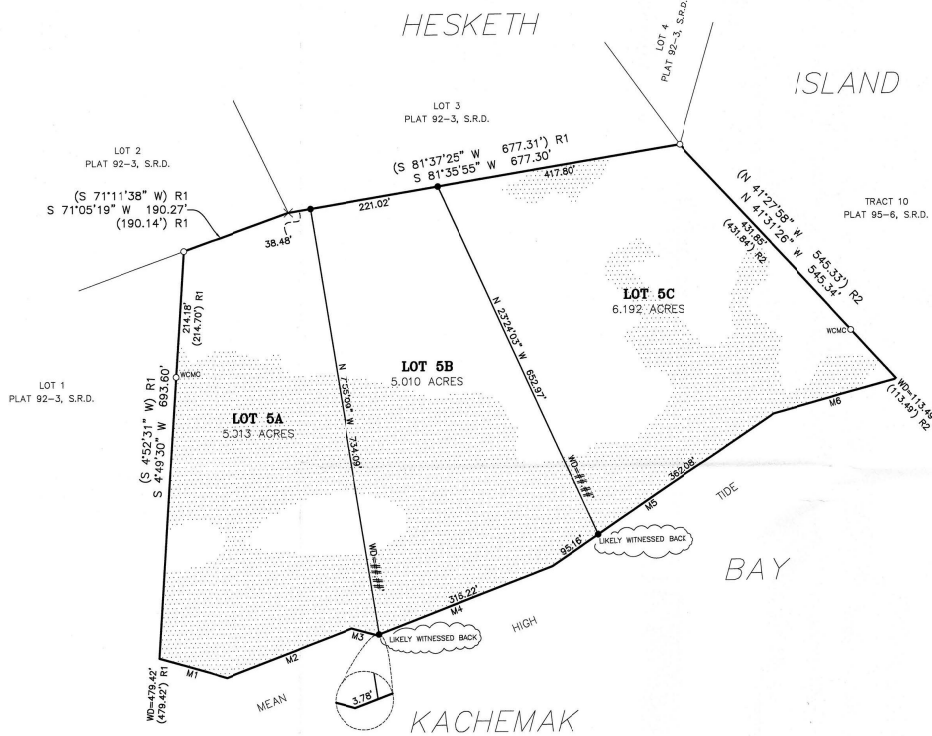 HESKETH
ISLAND
LOT 4
PLAT 92-3, S.R.D.
LOT 3
PLAT 92-3, S.R.D.
LOT 2
PLAT 92-3, S.R.D.
(S 81°37'25" W 677.31') R1
S 81°35'55" W 677.30'
417.80'
221.02'
38.48'
(S 71°11'38" W) R1
S 71°05'19" W 190.27'
(190.14') R1
(N 41°27'58" W 545.33') R2
N 41°31'26" W 545.34'
431.85'
(431.84') R2
TRACT 10
PLAT 95-6, S.R.D.
WCMC
WD=113.49
(113.49') R2
214.18'
(214.70') R1
WCMC
(S 4°52'31" W) R1
S 4°49'30" W 693.60'
LOT 1
PLAT 92-3, S.R.D.
LOT 5A
5.013 ACRES
LOT 5B
5.010 ACRES
LOT 5C
6.192 ACRES
W 734.09'
WD=##.##'
N 23°24'03" W 652.97'
WD=##.##'
LIKELY WITNESSED BACK
LIKELY WITNESSED BACK
WD=479.42'
(479.42') R1
M1
M2
M3
3.78'
M4
95.16'
362.08'
M5
M6
MEAN
HIGH
TIDE
KACHEMAK
BAY